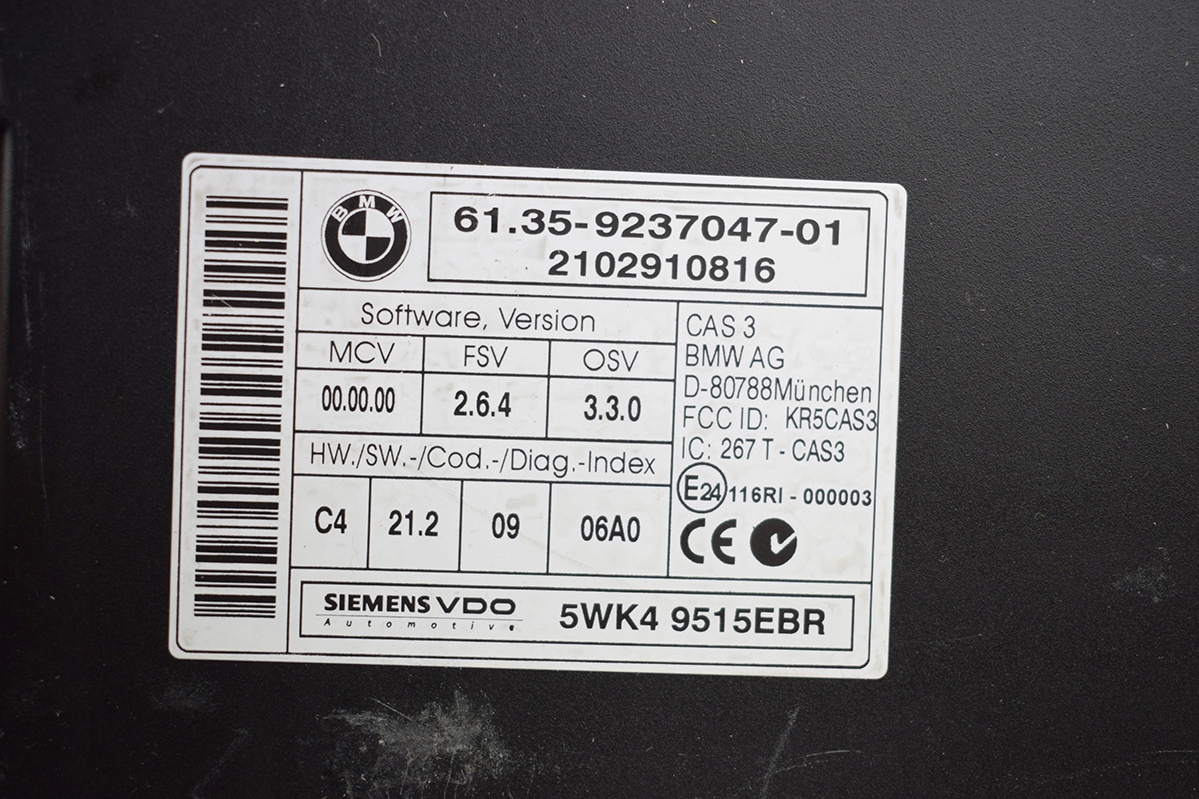 BMW
61.35-9237047-01
2102910816
Software, Version
MCV FSV OSV
00.00.00 2.6.4 3.3.0
HW./SW.-/Cod.-/Diag.-Index
C4 21.2 09 06A0
CAS 3
BMW AG
D-80788München
FCC ID: KR5CAS3
IC: 267 T - CAS3
E24 116RI - 000003
CE
SIEMENS VDO
Automotive
5WK4 9515EBR